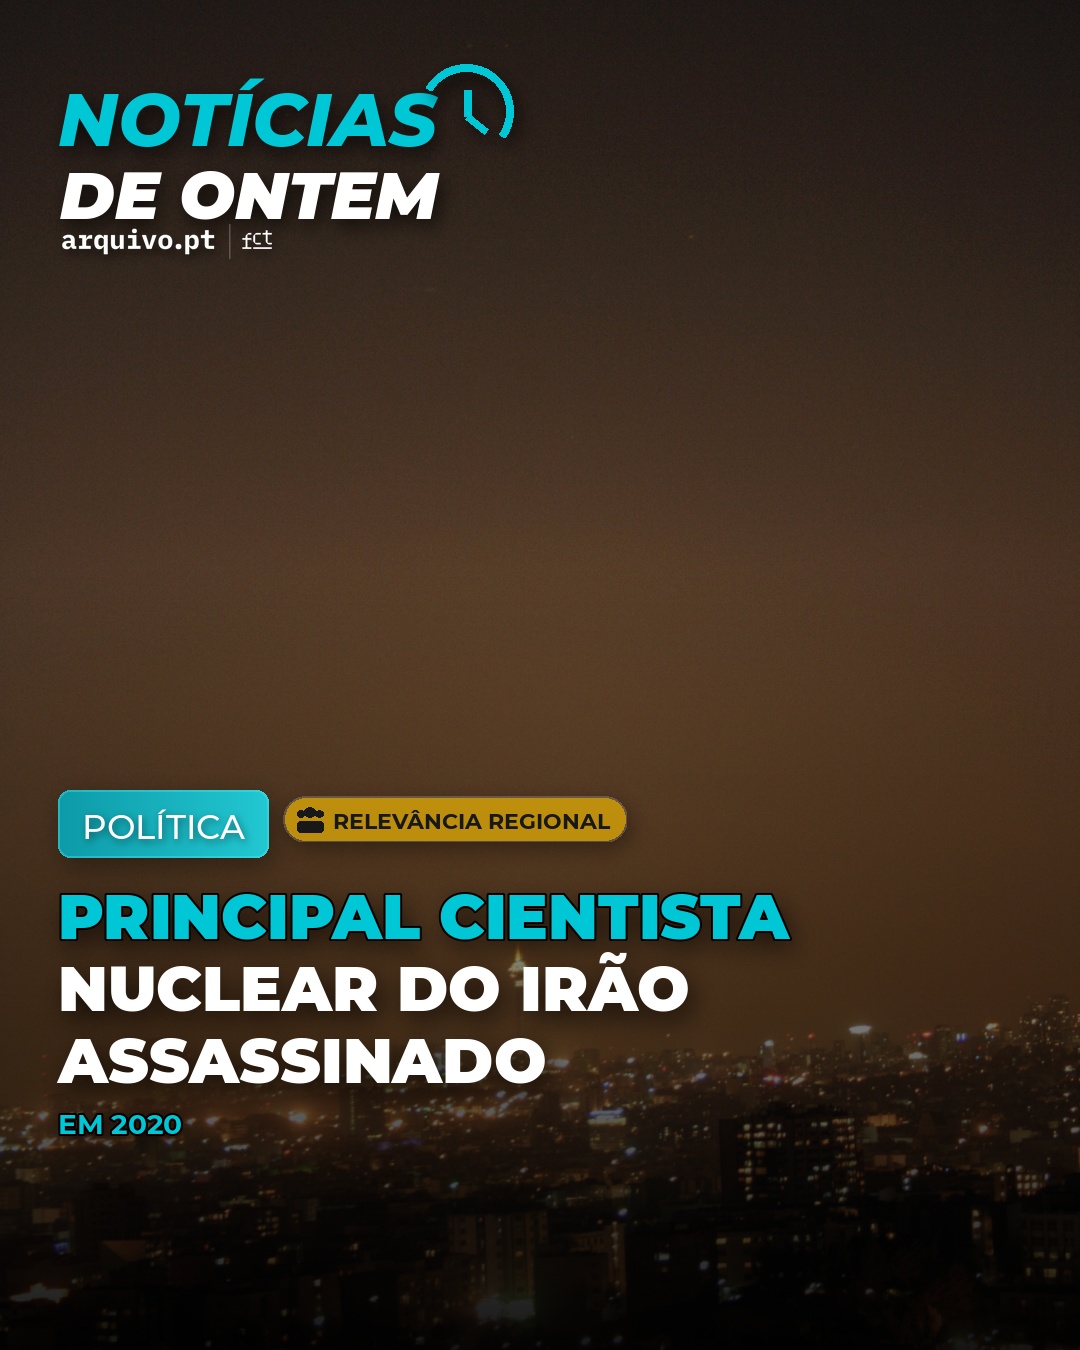 NOTÍCIAS
DE ONTEM
arquivo.pt | fct
POLÍTICA
RELEVÂNCIA REGIONAL
PRINCIPAL CIENTISTA
NUCLEAR DO IRÃO
ASSASSINADO
EM 2020